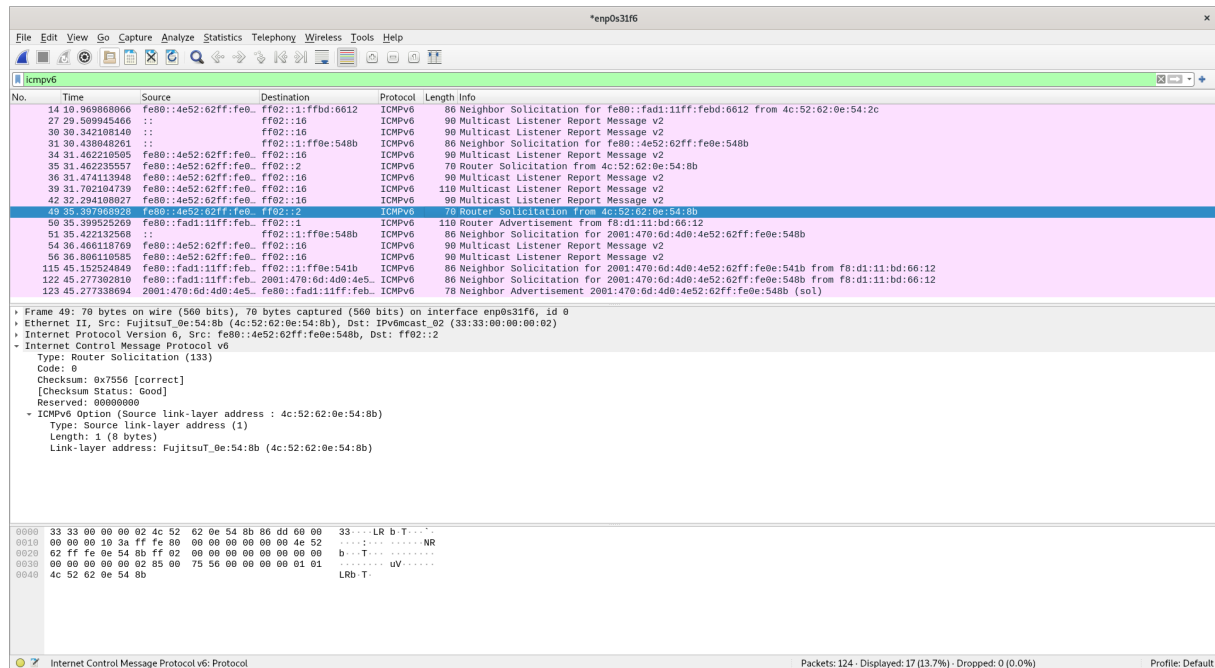 *enp0s31f6
File Edit View Go Capture Analyze Statistics Telephony Wireless Tools Help
icmpv6
No. Time Source Destination Protocol Length Info
14 10.969868066 fe80::4e52:62ff:fe0… ff02::1:ffbd:6612 ICMPv6 86 Neighbor Solicitation for fe80::fad1:11ff:febd:6612 from 4c:52:62:0e:54:2c
27 29.509945466 :: ff02::16 ICMPv6 90 Multicast Listener Report Message v2
30 30.342108140 :: ff02::16 ICMPv6 90 Multicast Listener Report Message v2
31 30.438048261 :: ff02::1:ff0e:548b ICMPv6 86 Neighbor Solicitation for fe80::4e52:62ff:fe0e:548b
34 31.462210505 fe80::4e52:62ff:fe0… ff02::16 ICMPv6 90 Multicast Listener Report Message v2
35 31.462235557 fe80::4e52:62ff:fe0… ff02::2 ICMPv6 70 Router Solicitation from 4c:52:62:0e:54:8b
36 31.474113948 fe80::4e52:62ff:fe0… ff02::16 ICMPv6 90 Multicast Listener Report Message v2
39 31.702104739 fe80::4e52:62ff:fe0… ff02::16 ICMPv6 110 Multicast Listener Report Message v2
42 32.294108027 fe80::4e52:62ff:fe0… ff02::16 ICMPv6 90 Multicast Listener Report Message v2
49 35.397968928 fe80::4e52:62ff:fe0… ff02::2 ICMPv6 70 Router Solicitation from 4c:52:62:0e:54:8b
50 35.399525269 fe80::fad1:11ff:feb… ff02::1 ICMPv6 110 Router Advertisement from f8:d1:11:bd:66:12
51 35.422132568 :: ff02::1:ff0e:548b ICMPv6 86 Neighbor Solicitation for 2001:470:6d:4d0:4e52:62ff:fe0e:548b
54 36.466118769 fe80::4e52:62ff:fe0… ff02::16 ICMPv6 90 Multicast Listener Report Message v2
56 36.806110585 fe80::4e52:62ff:fe0… ff02::16 ICMPv6 90 Multicast Listener Report Message v2
115 45.152524849 fe80::fad1:11ff:feb… ff02::1:ff0e:541b ICMPv6 86 Neighbor Solicitation for 2001:470:6d:4d0:4e52:62ff:fe0e:541b from f8:d1:11:bd:66:12
122 45.277302810 fe80::fad1:11ff:feb… 2001:470:6d:4d0:4e5… ICMPv6 86 Neighbor Solicitation for 2001:470:6d:4d0:4e52:62ff:fe0e:548b from f8:d1:11:bd:66:12
123 45.277338694 2001:470:6d:4d0:4e5… fe80::fad1:11ff:feb… ICMPv6 78 Neighbor Advertisement 2001:470:6d:4d0:4e52:62ff:fe0e:548b (sol)
Frame 49: 70 bytes on wire (560 bits), 70 bytes captured (560 bits) on interface enp0s31f6, id 0
Ethernet II, Src: FujitsuT_0e:54:8b (4c:52:62:0e:54:8b), Dst: IPv6mcast_02 (33:33:00:00:00:02)
Internet Protocol Version 6, Src: fe80::4e52:62ff:fe0e:548b, Dst: ff02::2
Internet Control Message Protocol v6
Type: Router Solicitation (133)
Code: 0
Checksum: 0x7556 [correct]
[Checksum Status: Good]
Reserved: 00000000
ICMPv6 Option (Source link-layer address : 4c:52:62:0e:54:8b)
Type: Source link-layer address (1)
Length: 1 (8 bytes)
Link-layer address: FujitsuT_0e:54:8b (4c:52:62:0e:54:8b)
0000 33 33 00 00 00 02 4c 52 62 0e 54 8b 86 dd 60 00 33····LR b·T···`·
0010 00 00 00 10 3a ff fe 80 00 00 00 00 00 00 4e 52 ····:··· ······NR
0020 62 ff fe 0e 54 8b ff 02 00 00 00 00 00 00 00 00 b···T··· ········
0030 00 00 00 00 00 02 85 00 75 56 00 00 00 00 01 01 ········ uV······
0040 4c 52 62 0e 54 8b LRb·T·
Internet Control Message Protocol v6: Protocol Packets: 124 · Displayed: 17 (13.7%) · Dropped: 0 (0.0%) Profile: Default